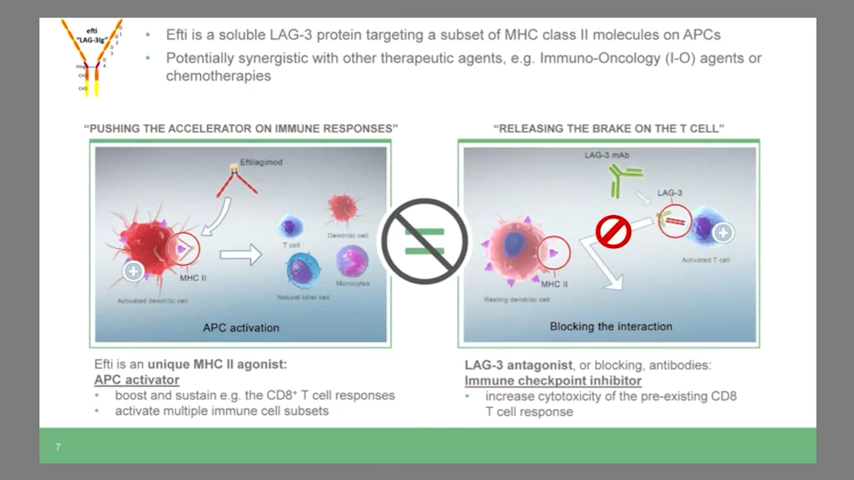 efti
"LAG-3Ig"
• Efti is a soluble LAG-3 protein targeting a subset of MHC class II molecules on APCs
• Potentially synergistic with other therapeutic agents, e.g. Immuno-Oncology (I-O) agents or
chemotherapies
"PUSHING THE ACCELERATOR ON IMMUNE RESPONSES"
Eftilagimod
MHC II
Activated dendritic cell
T cell
Dendritic cell
Natural killer cell
Monocytes
APC activation
Efti is an unique MHC II agonist:
APC activator
• boost and sustain e.g. the CD8+ T cell responses
• activate multiple immune cell subsets
"RELEASING THE BRAKE ON THE T CELL"
LAG-3 mAb
LAG-3
MHC II
Resting dendritic cell
Activated T cell
Blocking the interaction
LAG-3 antagonist, or blocking, antibodies:
Immune checkpoint inhibitor
• increase cytotoxicity of the pre-existing CD8
T cell response
7